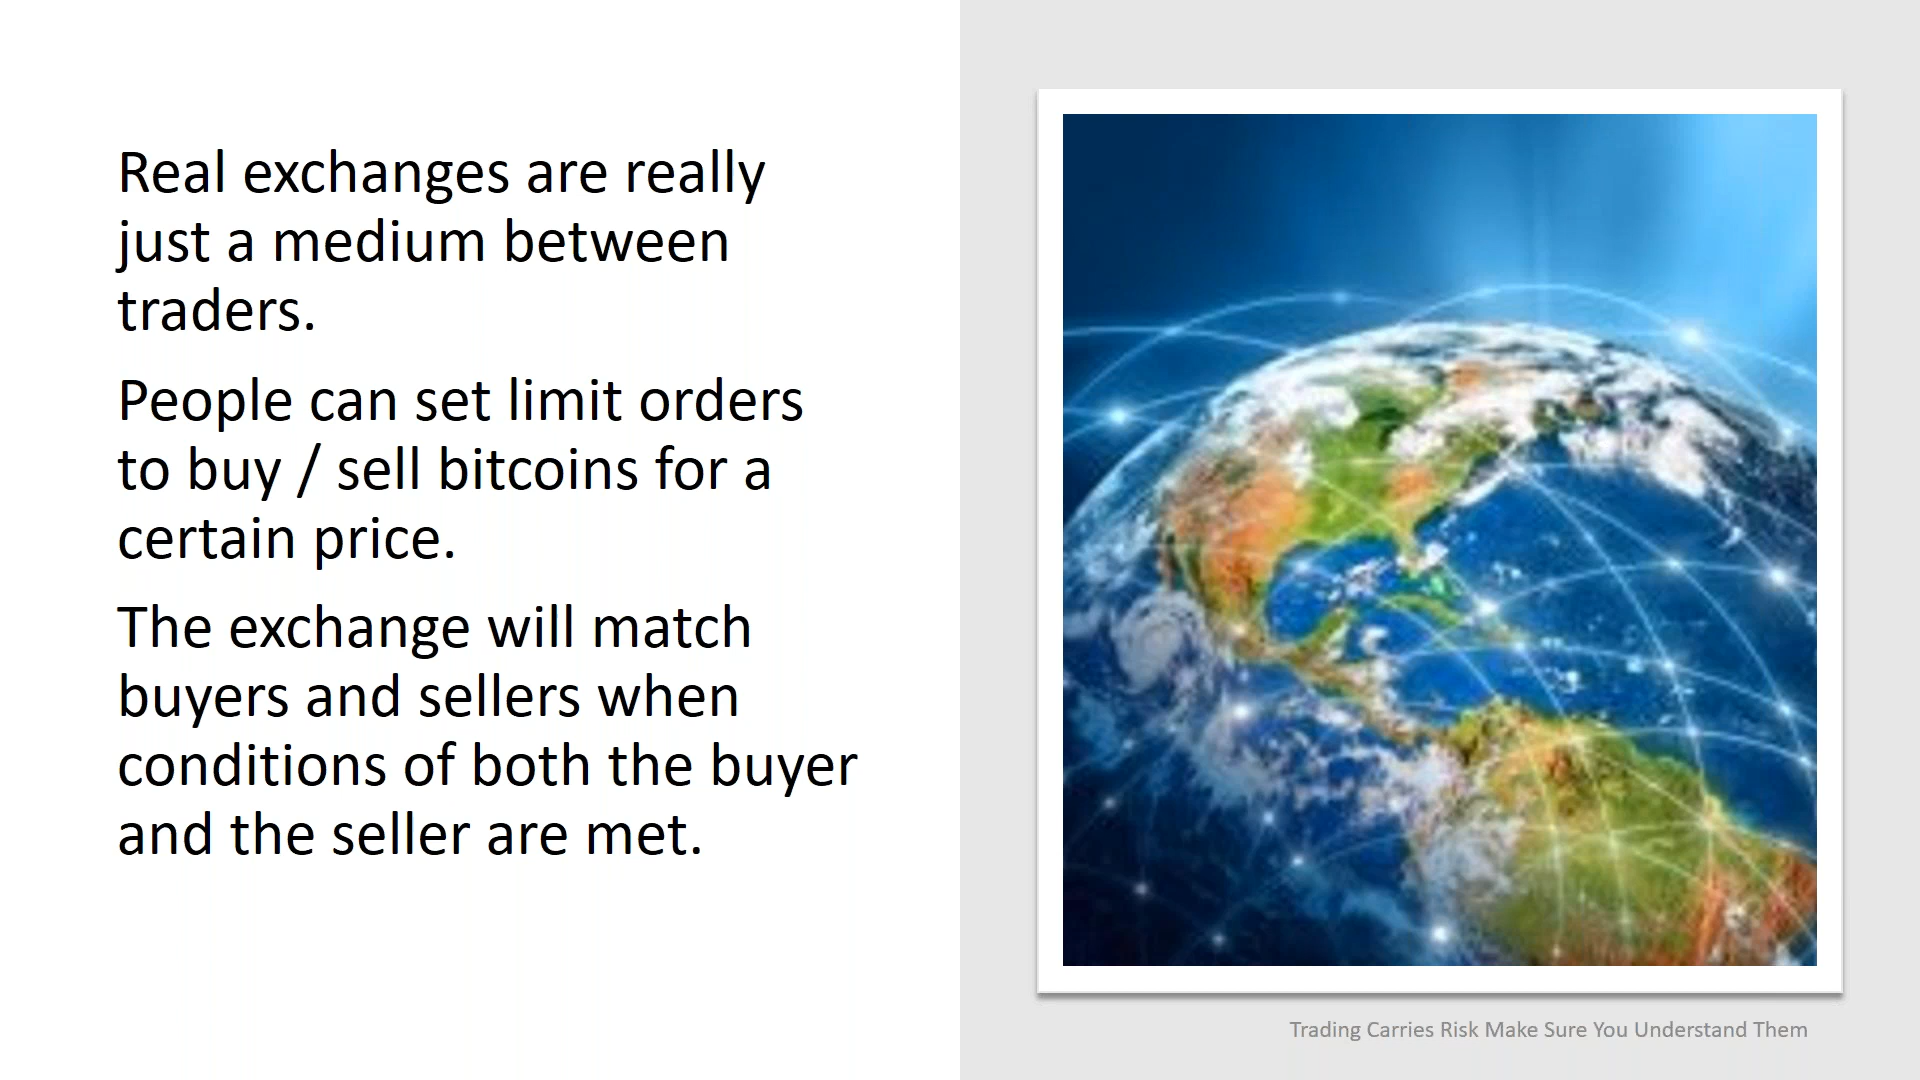 Real exchanges are really
just a medium between
traders.
People can set limit orders
to buy / sell bitcoins for a
certain price.
The exchange will match
buyers and sellers when
conditions of both the buyer
and the seller are met.
Trading Carries Risk Make Sure You Understand Them